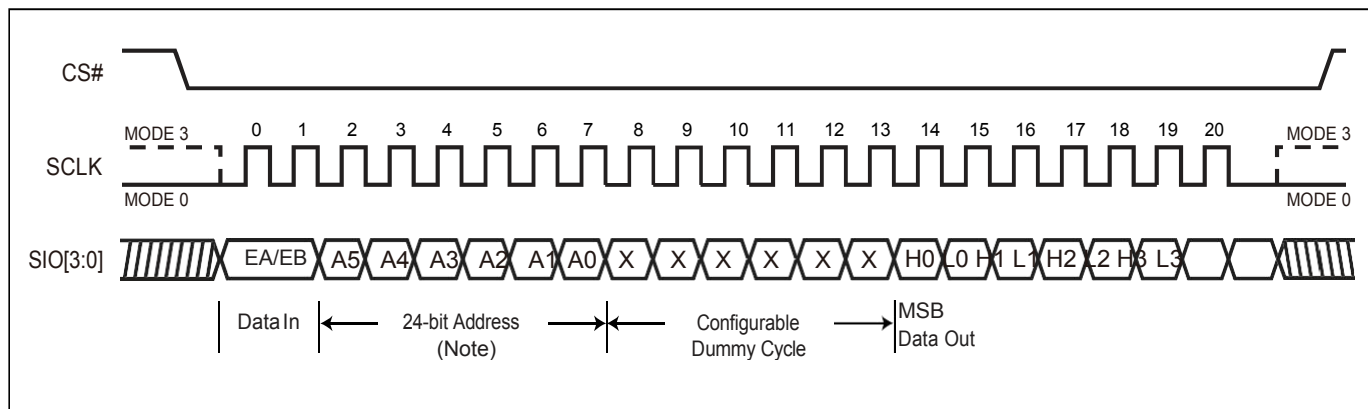 CS#
MODE 3
0 1 2 3 4 5 6 7 8 9 10 11 12 13 14 15 16 17 18 19 20
MODE 3
SCLK
MODE 0
MODE 0
SIO[3:0]
EA/EB A5 A4 A3 A2 A1 A0 X X X X X X H0 L0 H1 L1 H2 L2 H3 L3
Data In
24-bit Address
(Note)
Configurable
Dummy Cycle
MSB
Data Out